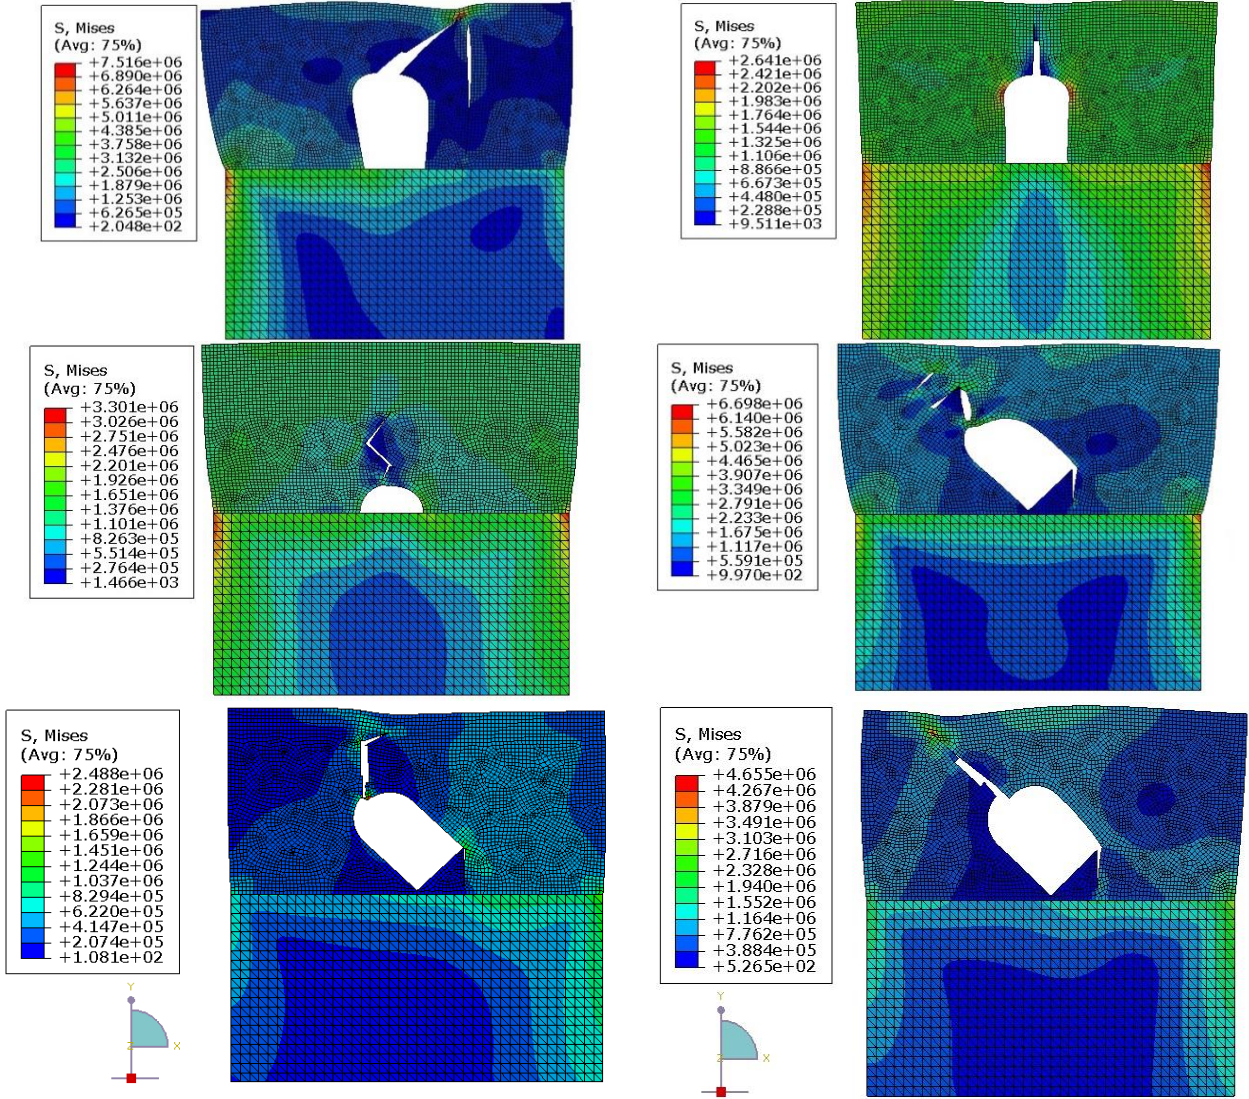 S, Mises
(Avg: 75%)
+7.516e+06
+6.890e+06
+6.264e+06
+5.637e+06
+5.011e+06
+4.385e+06
+3.758e+06
+3.132e+06
+2.506e+06
+1.879e+06
+1.253e+06
+6.265e+05
+2.048e+02
S, Mises
(Avg: 75%)
+2.641e+06
+2.421e+06
+2.202e+06
+1.983e+06
+1.764e+06
+1.544e+06
+1.325e+06
+1.106e+06
+8.866e+05
+6.673e+05
+4.480e+05
+2.288e+05
+9.511e+03
S, Mises
(Avg: 75%)
+3.301e+06
+3.026e+06
+2.751e+06
+2.476e+06
+2.201e+06
+1.926e+06
+1.651e+06
+1.376e+06
+1.101e+06
+8.263e+05
+5.514e+05
+2.764e+05
+1.466e+03
S, Mises
(Avg: 75%)
+6.698e+06
+6.140e+06
+5.582e+06
+5.023e+06
+4.465e+06
+3.907e+06
+3.349e+06
+2.791e+06
+2.233e+06
+1.675e+06
+1.117e+06
+5.591e+05
+9.970e+02
S, Mises
(Avg: 75%)
+2.488e+06
+2.281e+06
+2.073e+06
+1.866e+06
+1.659e+06
+1.451e+06
+1.244e+06
+1.037e+06
+8.294e+05
+6.220e+05
+4.147e+05
+2.074e+05
+1.081e+02
Y
Z
X
S, Mises
(Avg: 75%)
+4.655e+06
+4.267e+06
+3.879e+06
+3.491e+06
+3.103e+06
+2.716e+06
+2.328e+06
+1.940e+06
+1.552e+06
+1.164e+06
+7.762e+05
+3.884e+05
+5.265e+02
Y
Z
X